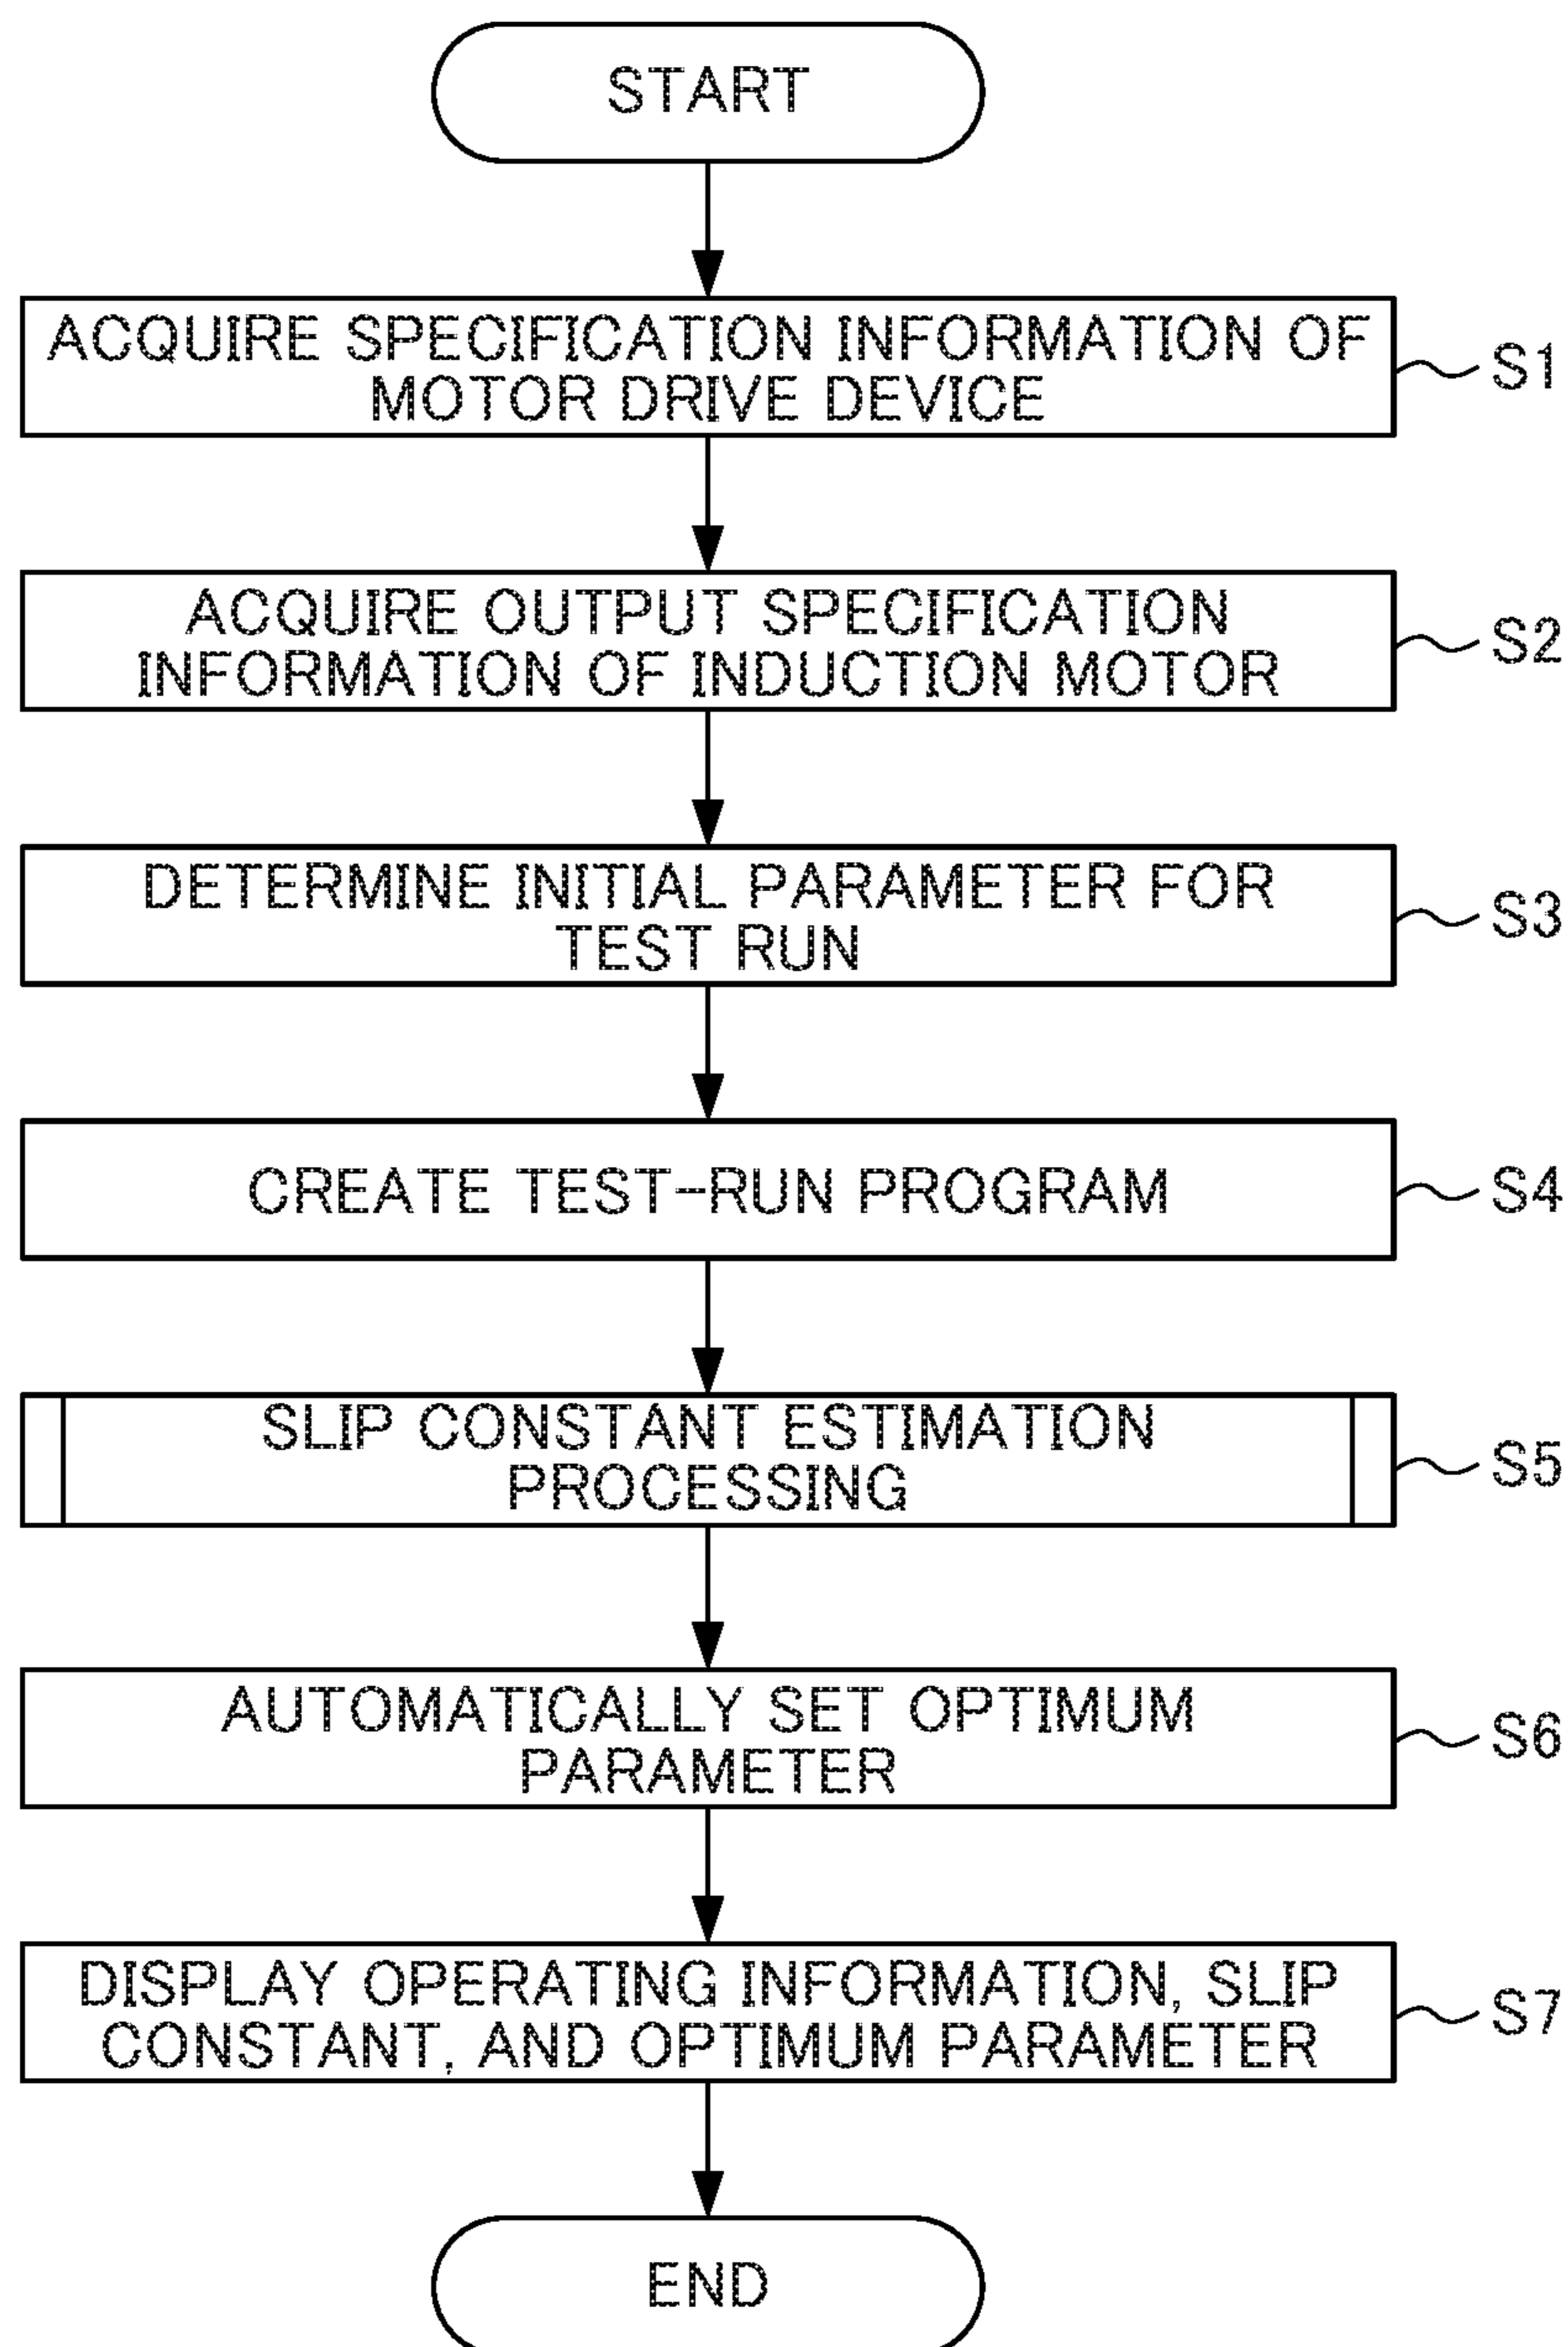 START
ACQUIRE SPECIFICATION INFORMATION OF
MOTOR DRIVE DEVICE
S1
ACQUIRE OUTPUT SPECIFICATION
INFORMATION OF INDUCTION MOTOR
S2
DETERMINE INITIAL PARAMETER FOR
TEST RUN
S3
CREATE TEST-RUN PROGRAM
S4
SLIP CONSTANT ESTIMATION
PROCESSING
S5
AUTOMATICALLY SET OPTIMUM
PARAMETER
S6
DISPLAY OPERATING INFORMATION, SLIP
CONSTANT, AND OPTIMUM PARAMETER
S7
END